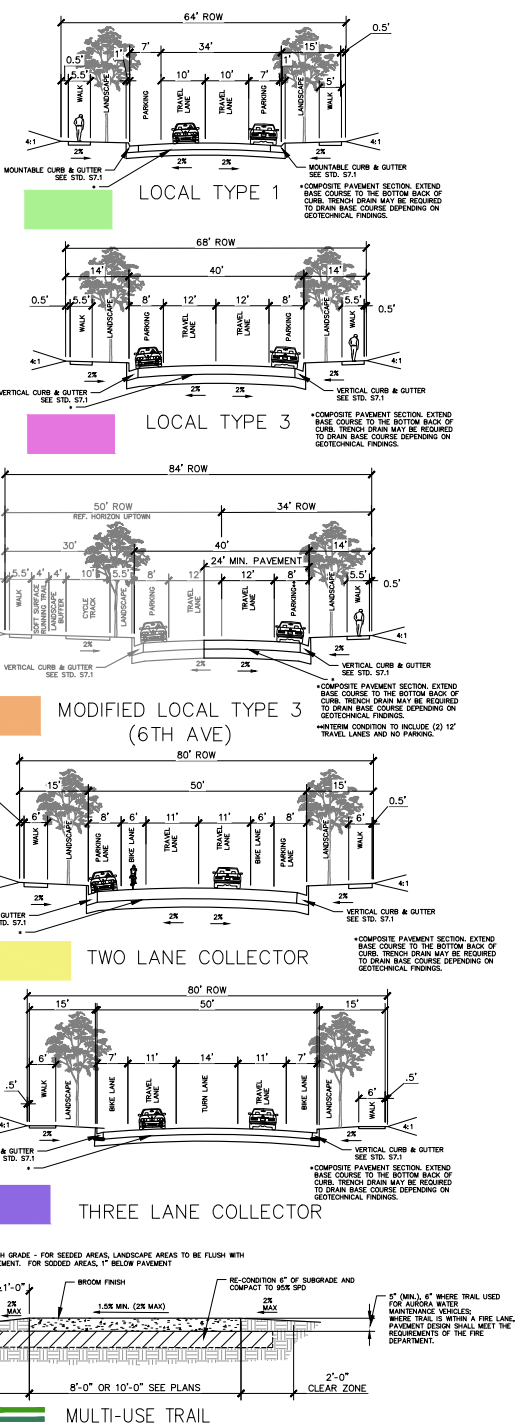 64' ROW
7' 34' 15' 0.5'
1' 1'
0.5'
5.5' 10' 10' 7' 5'
WALK LANDSCAPE PARKING TRAVEL LANE TRAVEL LANE PARKING LANDSCAPE WALK
4:1 2% 2% 4:1
MOUNTABLE CURB & GUTTER
SEE STD. S7.1
*
2% 2%
MOUNTABLE CURB & GUTTER
SEE STD. S7.1
LOCAL TYPE 1
*COMPOSITE PAVEMENT SECTION. EXTEND
BASE COURSE TO THE BOTTOM BACK OF
CURB. TRENCH DRAIN MAY BE REQUIRED
TO DRAIN BASE COURSE DEPENDING ON
GEOTECHNICAL FINDINGS.
68' ROW
14' 40' 14'
0.5' 5.5' 8' 12' 12' 8' 5.5' 0.5'
WALK LANDSCAPE PARKING TRAVEL LANE TRAVEL LANE PARKING LANDSCAPE WALK
4:1 2% 2% 4:1
VERTICAL CURB & GUTTER
SEE STD. S7.1
*
2% 2%
VERTICAL CURB & GUTTER
SEE STD. S7.1
LOCAL TYPE 3
*COMPOSITE PAVEMENT SECTION. EXTEND
BASE COURSE TO THE BOTTOM BACK OF
CURB. TRENCH DRAIN MAY BE REQUIRED
TO DRAIN BASE COURSE DEPENDING ON
GEOTECHNICAL FINDINGS.
84' ROW
50' ROW 34' ROW
REF. HORIZON UPTOWN
30' 40' 14'
24' MIN. PAVEMENT
5.5' 4' 4' 10' 5.5' 8' 12' 12' 8' 5.5' 0.5'
WALK SOFT SURFACE RUNNING TRAIL LANDSCAPE BUFFER CYCLE TRACK LANDSCAPE PARKING TRAVEL LANE TRAVEL LANE PARKING** LANDSCAPE WALK
2% 2% 4:1
VERTICAL CURB & GUTTER
SEE STD. S7.1
2% 2%
*
VERTICAL CURB & GUTTER
SEE STD. S7.1
MODIFIED LOCAL TYPE 3
(6TH AVE)
*COMPOSITE PAVEMENT SECTION. EXTEND
BASE COURSE TO THE BOTTOM BACK OF
CURB. TRENCH DRAIN MAY BE REQUIRED
TO DRAIN BASE COURSE DEPENDING ON
GEOTECHNICAL FINDINGS.
**INTERIM CONDITION TO INCLUDE (2) 12'
TRAVEL LANES AND NO PARKING.
80' ROW
15' 50' 15'
6' 8' 6' 11' 11' 6' 8' 6' 0.5'
WALK LANDSCAPE PARKING LANE BIKE LANE TRAVEL LANE TRAVEL LANE BIKE LANE PARKING LANE LANDSCAPE WALK
2% 2% 4:1
GUTTER
TD. S7.1
*
2% 2%
VERTICAL CURB & GUTTER
SEE STD. S7.1
TWO LANE COLLECTOR
*COMPOSITE PAVEMENT SECTION. EXTEND
BASE COURSE TO THE BOTTOM BACK OF
CURB. TRENCH DRAIN MAY BE REQUIRED
TO DRAIN BASE COURSE DEPENDING ON
GEOTECHNICAL FINDINGS.
80' ROW
15' 50' 15'
.5' 6' 7' 11' 14' 11' 7' 6' .5'
WALK LANDSCAPE BIKE LANE TRAVEL LANE TURN LANE TRAVEL LANE BIKE LANE LANDSCAPE WALK
4:1 2% 2% 4:1
& GUTTER
STD. S7.1
*
VERTICAL CURB & GUTTER
SEE STD. S7.1
THREE LANE COLLECTOR
*COMPOSITE PAVEMENT SECTION. EXTEND
BASE COURSE TO THE BOTTOM BACK OF
CURB. TRENCH DRAIN MAY BE REQUIRED
TO DRAIN BASE COURSE DEPENDING ON
GEOTECHNICAL FINDINGS.
H GRADE - FOR SEEDED AREAS, LANDSCAPE AREAS TO BE FLUSH WITH
EMENT. FOR SODDED AREAS, 1" BELOW PAVEMENT
1'-0"
BROOM FINISH
RE-CONDITION 6" OF SUBGRADE AND
COMPACT TO 95% SPD
2%
MAX
1.5% MIN. (2% MAX)
2%
MAX
5" (MIN.), 6" WHERE TRAIL USED
FOR AURORA WATER
MAINTENANCE VEHICLES;
WHERE TRAIL IS WITHIN A FIRE LANE,
PAVEMENT DESIGN SHALL MEET THE
REQUIREMENTS OF THE FIRE
DEPARTMENT.
8'-0" OR 10'-0" SEE PLANS
2'-0"
CLEAR ZONE
MULTI-USE TRAIL